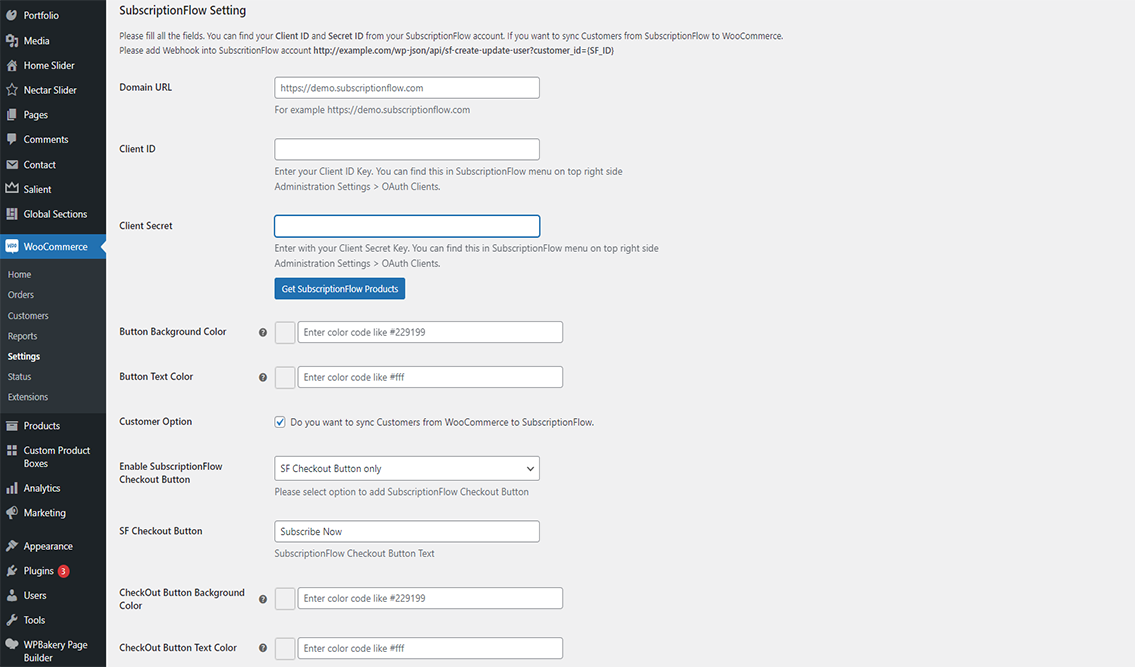 Portfolio
Media
Home Slider
Nectar Slider
Pages
Comments
Contact
Salient
Global Sections
WooCommerce
Home
Orders
Customers
Reports
Settings
Status
Extensions
Products
Custom Product
Boxes
Analytics
Marketing
Appearance
Plugins 3
Users
Tools
WPBakery Page
Builder
SubscriptionFlow Setting
Please fill all the fields. You can find your Client ID and Secret ID from your SubscriptionFlow account. If you want to sync Customers from SubscriptionFlow to WooCommerce.
Please add Webhook into SubscritionFlow account http://example.com/wp-json/api/sf-create-update-user?customer_id={SF_ID}
Domain URL
https://demo.subscriptionflow.com
For example https://demo.subscriptionflow.com
Client ID
Enter your Client ID Key. You can find this in SubscriptionFlow menu on top right side
Administration Settings > OAuth Clients.
Client Secret
Enter with your Client Secret Key. You can find this in SubscriptionFlow menu on top right side
Administration Settings > OAuth Clients.
Get SubscriptionFlow Products
Button Background Color ? Enter color code like #229199
Button Text Color ? Enter color code like #fff
Customer Option Do you want to sync Customers from WooCommerce to SubscriptionFlow.
Enable SubscriptionFlow
Checkout Button
SF Checkout Button only
Please select option to add SubscriptionFlow Checkout Button
SF Checkout Button Subscribe Now
SubscriptionFlow Checkout Button Text
CheckOut Button Background
Color
? Enter color code like #229199
CheckOut Button Text Color ? Enter color code like #fff